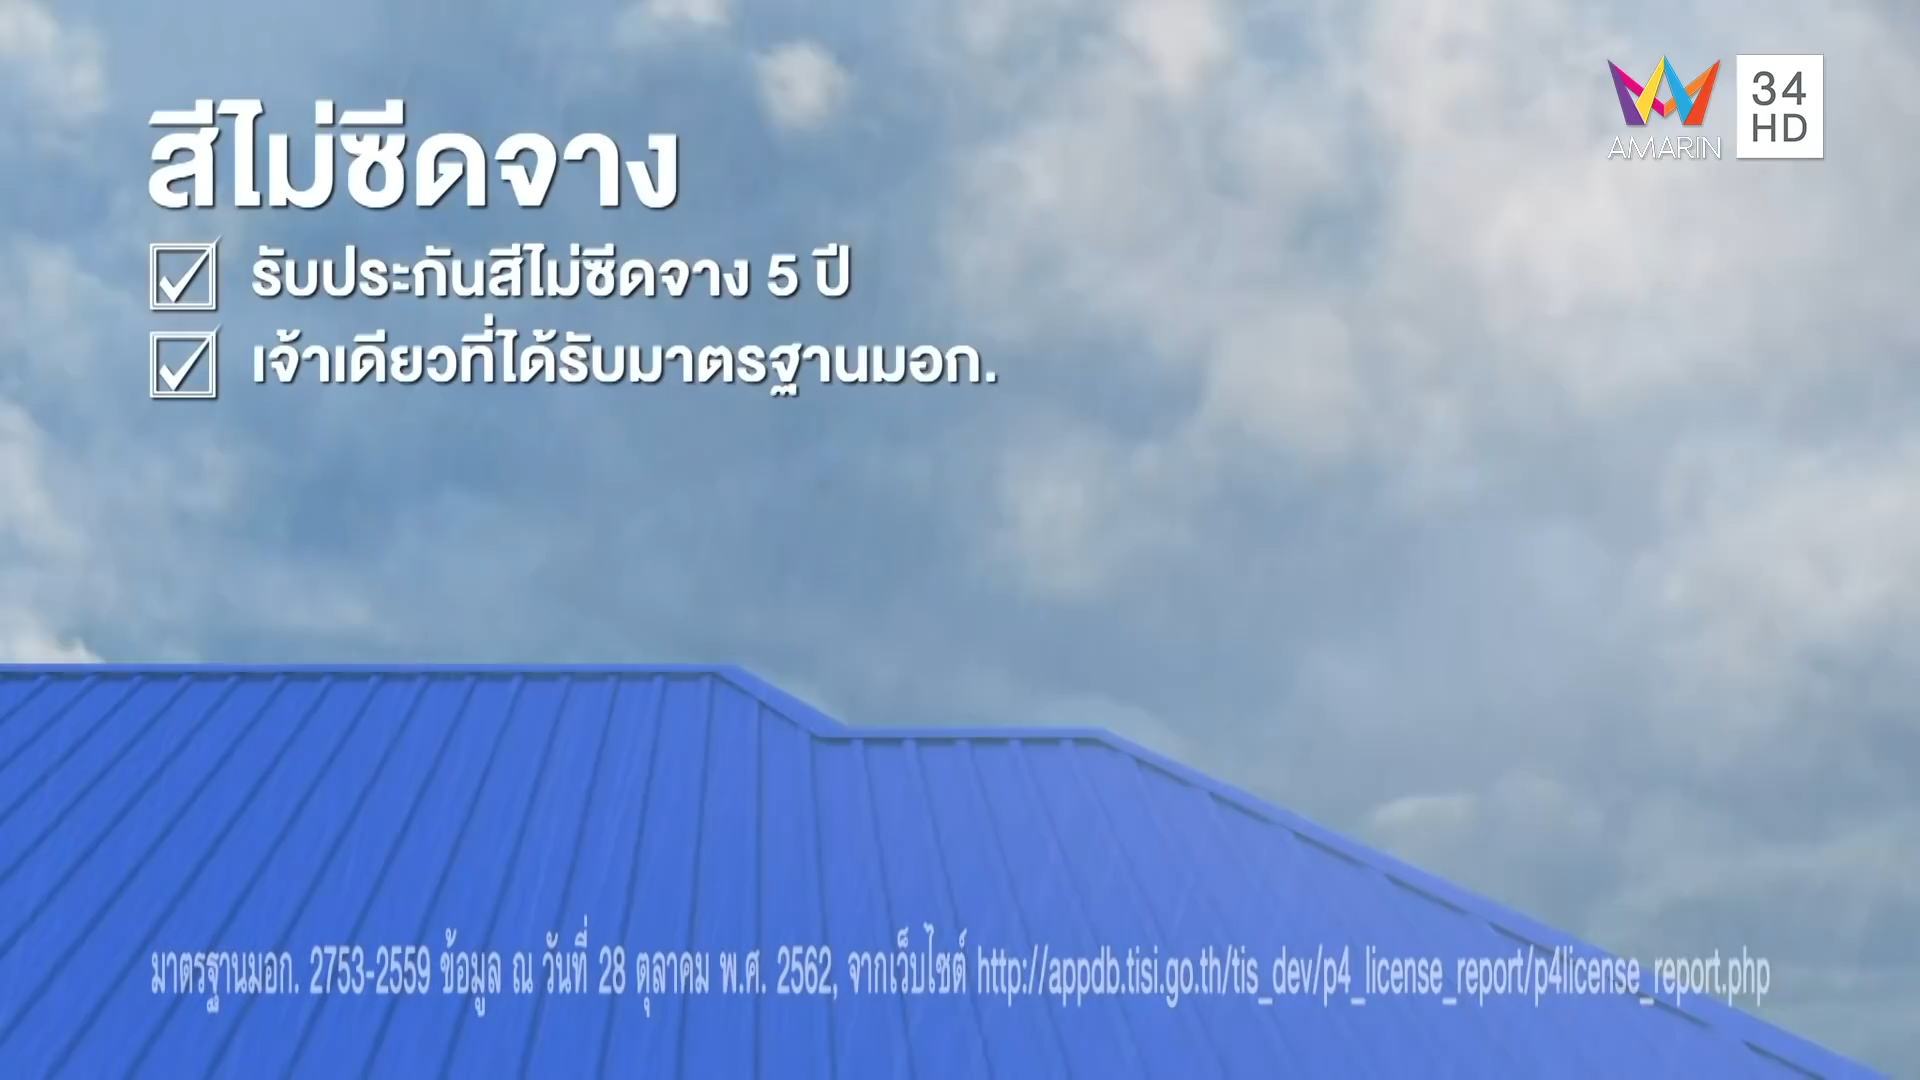 สีไม่ซีดจาง
รับประกันสีไม่ซีดจาง 5 ปี
เจ้าเดียวที่ได้รับมาตรฐานมอก.
AMARIN
34
HD
มาตรฐานมอก. 2753-2559 ข้อมูล ณ วันที่ 28 ตุลาคม พ.ศ. 2562, จากเว็บไซต์ http://appdb.tisi.go.th/tis_dev/p4_license_report/p4license_report.php